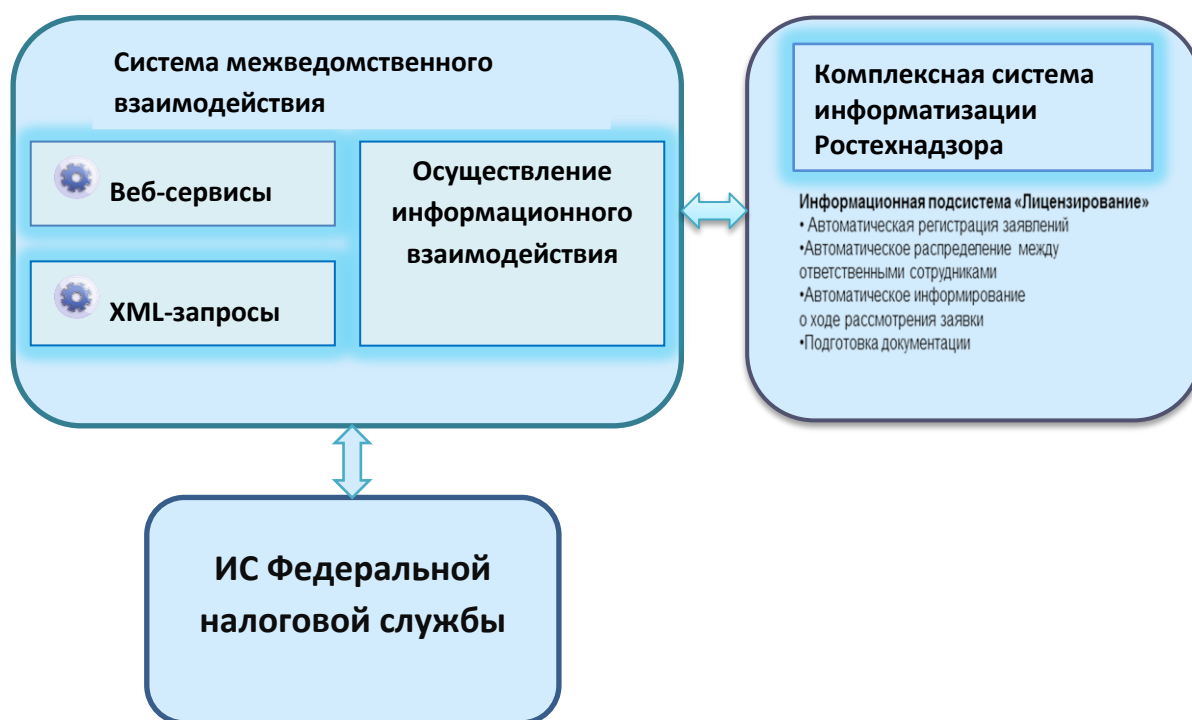 Система межведомственного
взаимодействия
Веб-сервисы
XML-запросы
Осуществление
информационного
взаимодействия
Комплексная система
информатизации
Ростехнадзора
Информационная подсистема «Лицензирование»
• Автоматическая регистрация заявлений
•Автоматическое распределение между
ответственными сотрудниками
•Автоматическое информирование
о ходе рассмотрения заявки
•Подготовка документации
ИС Федеральной
налоговой службы